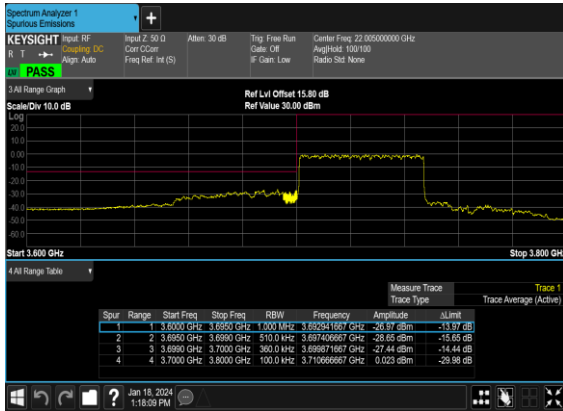 Spectrum Analyzer 1
Spurious Emissions
KEYSIGHT Input: RF Input Z: 50 Ω Atten: 30 dB Trig: Free Run Center Freq: 22.005000000 GHz
R T Coupling: DC Corr CCorr Gate: Off Avg|Hold: 100/100
Align: Auto Freq Ref: Int (S) IF Gain: Low Radio Std: None
PASS
3 All Range Graph
Ref Lvl Offset 15.80 dB
Scale/Div 10.0 dB Ref Value 30.00 dBm
Log
20.0
10.0
0.00
-10.0
-20.0
-30.0
-40.0
-50.0
-60.0
Start 3.600 GHz Stop 3.800 GHz
4 All Range Table
Measure Trace Trace 1
Trace Type Trace Average (Active)
Spur Range Start Freq Stop Freq RBW Frequency Amplitude ΔLimit
1 1 3.6000 GHz 3.6950 GHz 1.000 MHz 3.692941667 GHz -26.97 dBm -13.97 dB
2 2 3.6950 GHz 3.6990 GHz 510.0 kHz 3.697406667 GHz -28.65 dBm -15.65 dB
3 3 3.6990 GHz 3.7000 GHz 360.0 kHz 3.699871667 GHz -27.44 dBm -14.44 dB
4 4 3.7000 GHz 3.8000 GHz 100.0 kHz 3.710666667 GHz 0.023 dBm -29.98 dB
? Jan 18, 2024
1:18:09 PM